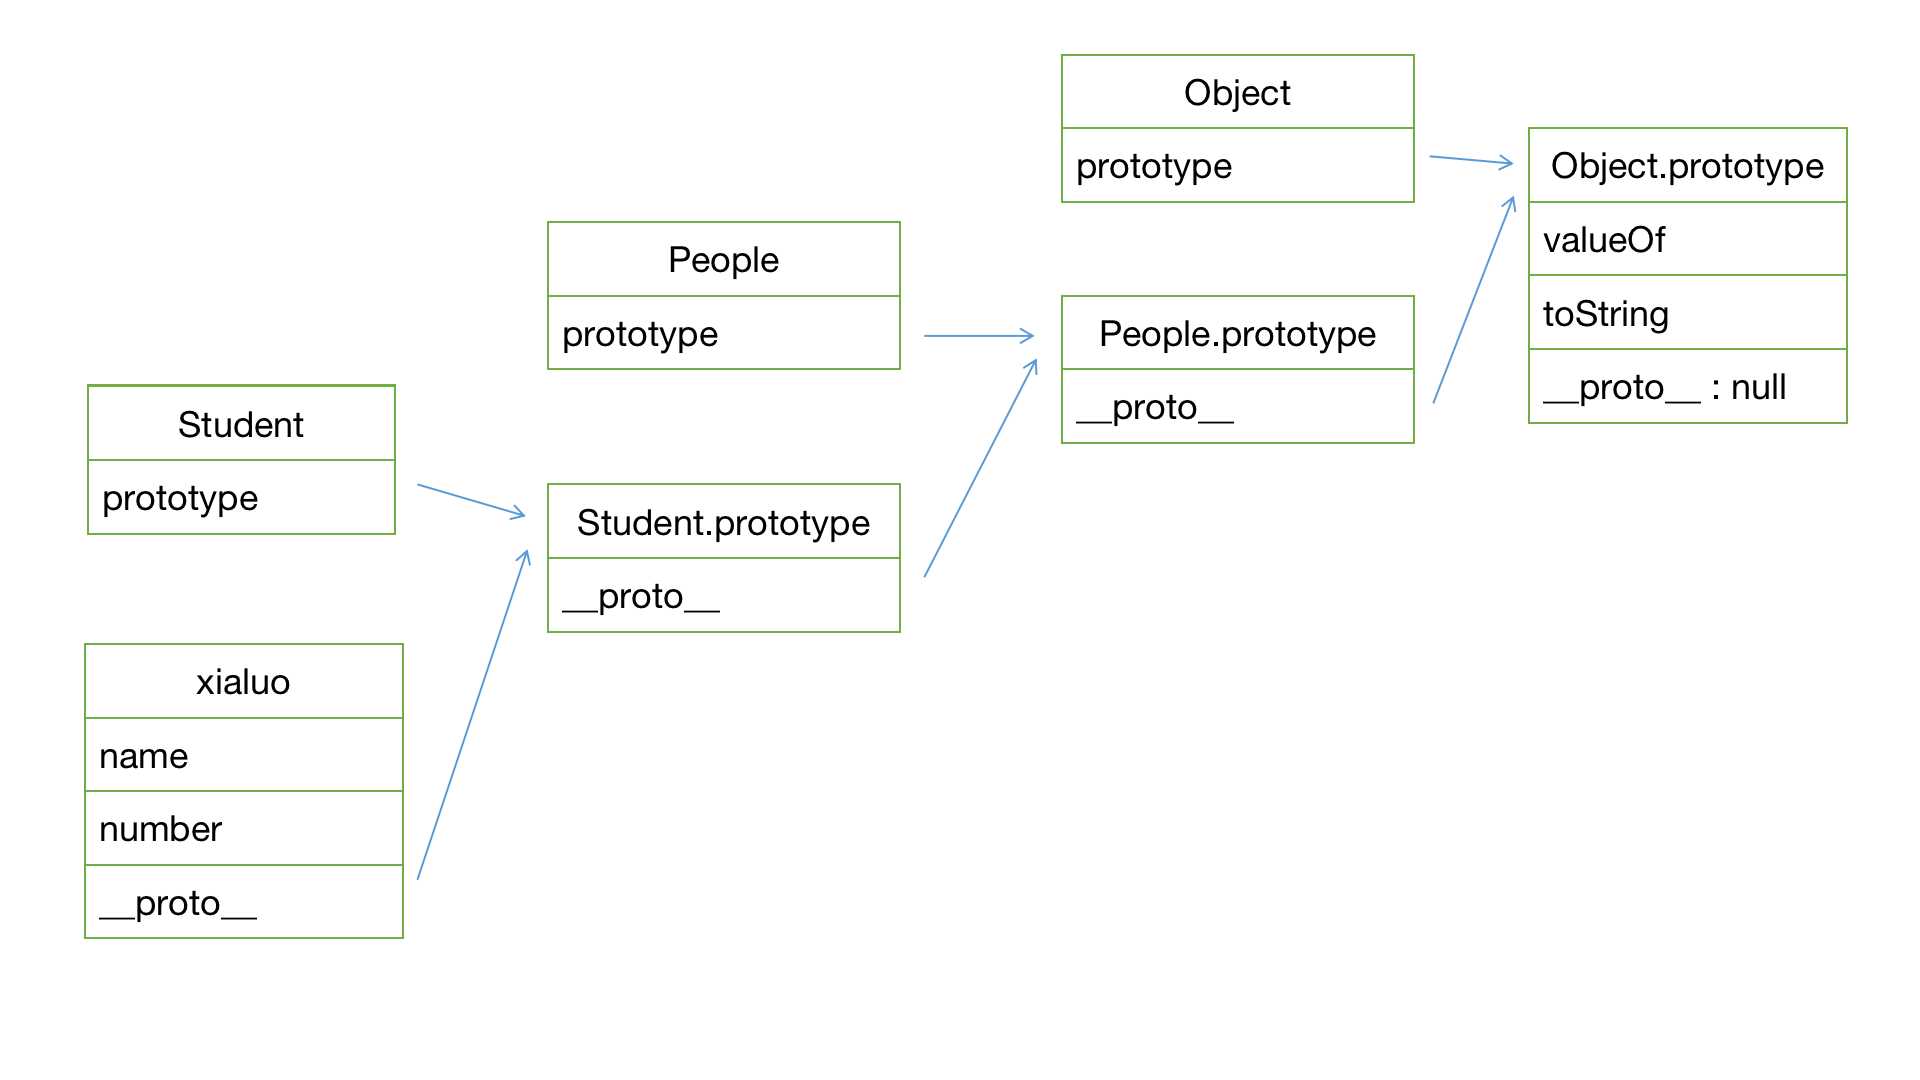 Object
prototype
Object.prototype
valueOf
toString
__proto__ : null
People
prototype
People.prototype
__proto__
Student
prototype
Student.prototype
__proto__
xialuo
name
number
__proto__